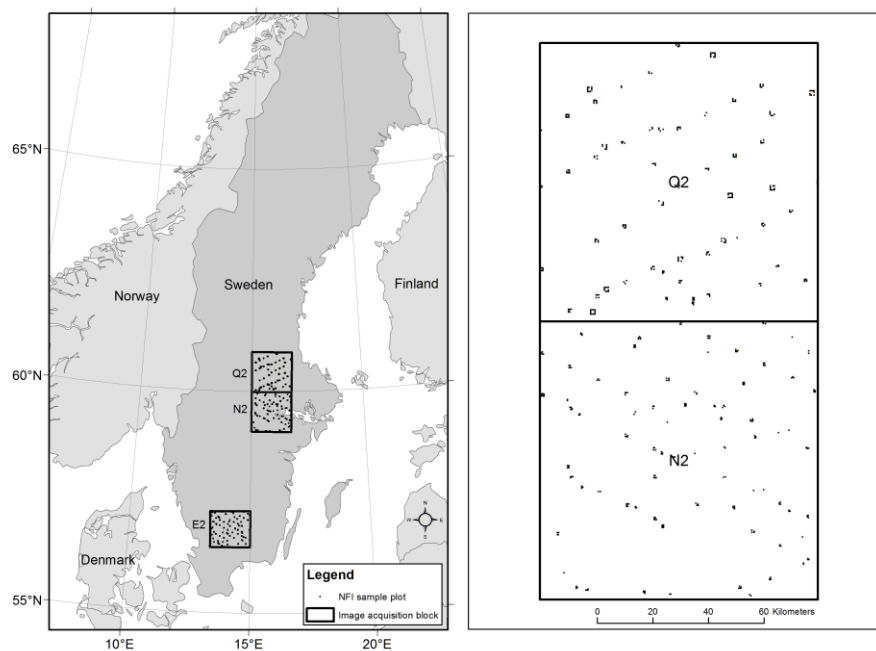 65°N
60°N
55°N
10°E
15°E
20°E
Norway
Sweden
Finland
Denmark
Q2
N2
E2
N
W
E
S
Legend
NFI sample plot
Image acquisition block
Q2
N2
0 20 40 60 Kilometers